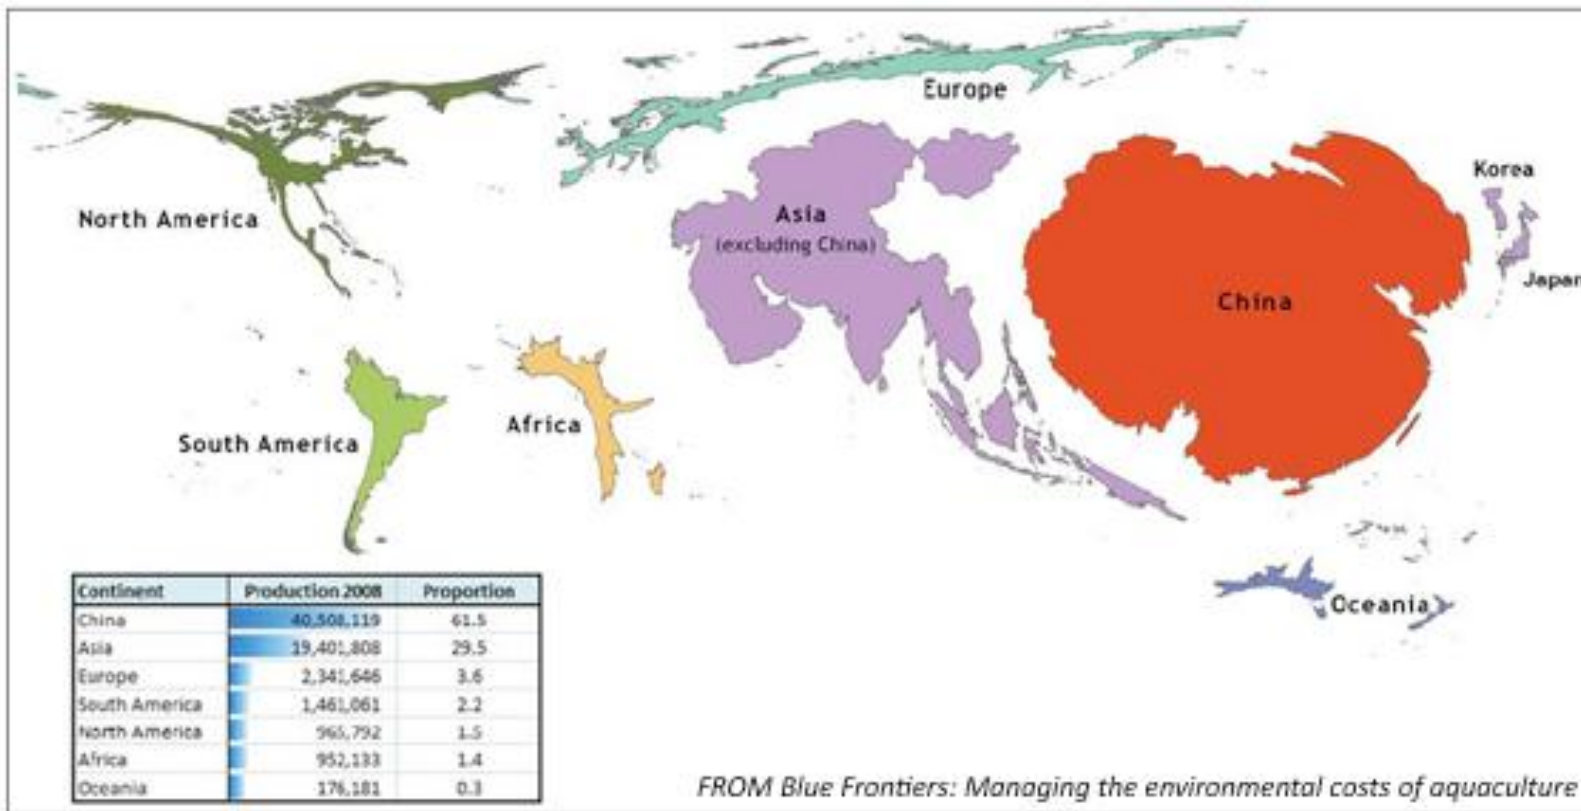 Europe
Korea
North America
Asia
(excluding China)
Japan
China
Africa
South America
Continent Production 2008 Proportion
China 40,508,119 61.5
Asia 19,401,808 29.5
Europe 2,341,646 3.6
South America 1,461,061 2.2
North America 965,792 1.5
Africa 952,133 1.4
Oceania 176,181 0.3
Oceania
FROM Blue Frontiers: Managing the environmental costs of aquaculture